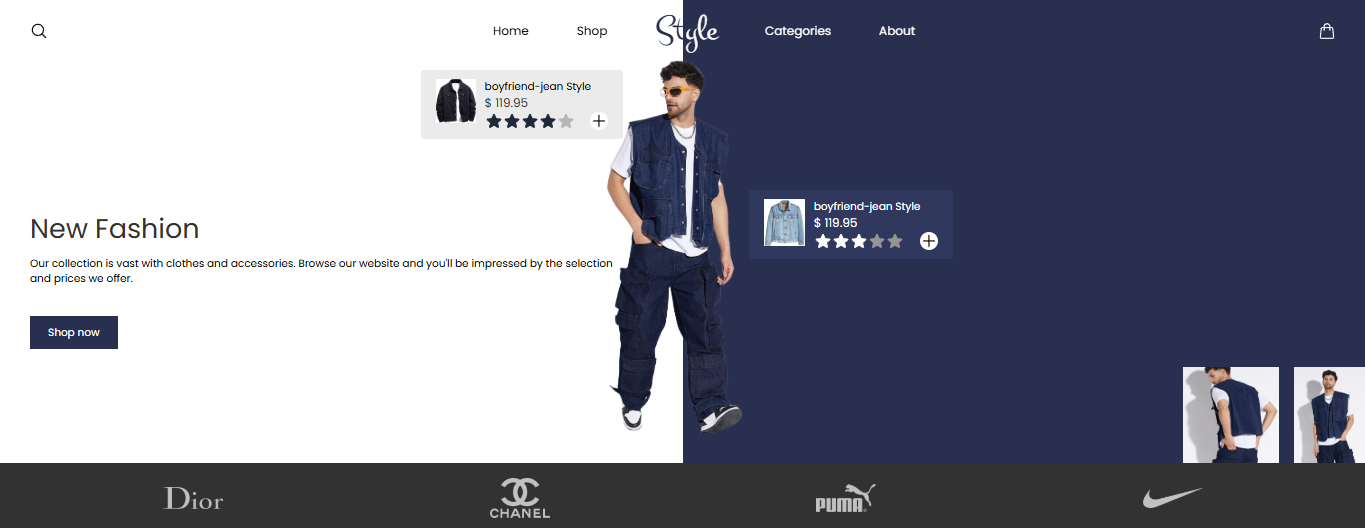 Home
Shop
Style
Categories
About
boyfriend-jean Style
$ 119.95
boyfriend-jean Style
$ 119.95
New Fashion
Our collection is vast with clothes and accessories. Browse our website and you'll be impressed by the selection
and prices we offer.
Shop now
Dior
CHANEL
PUMA